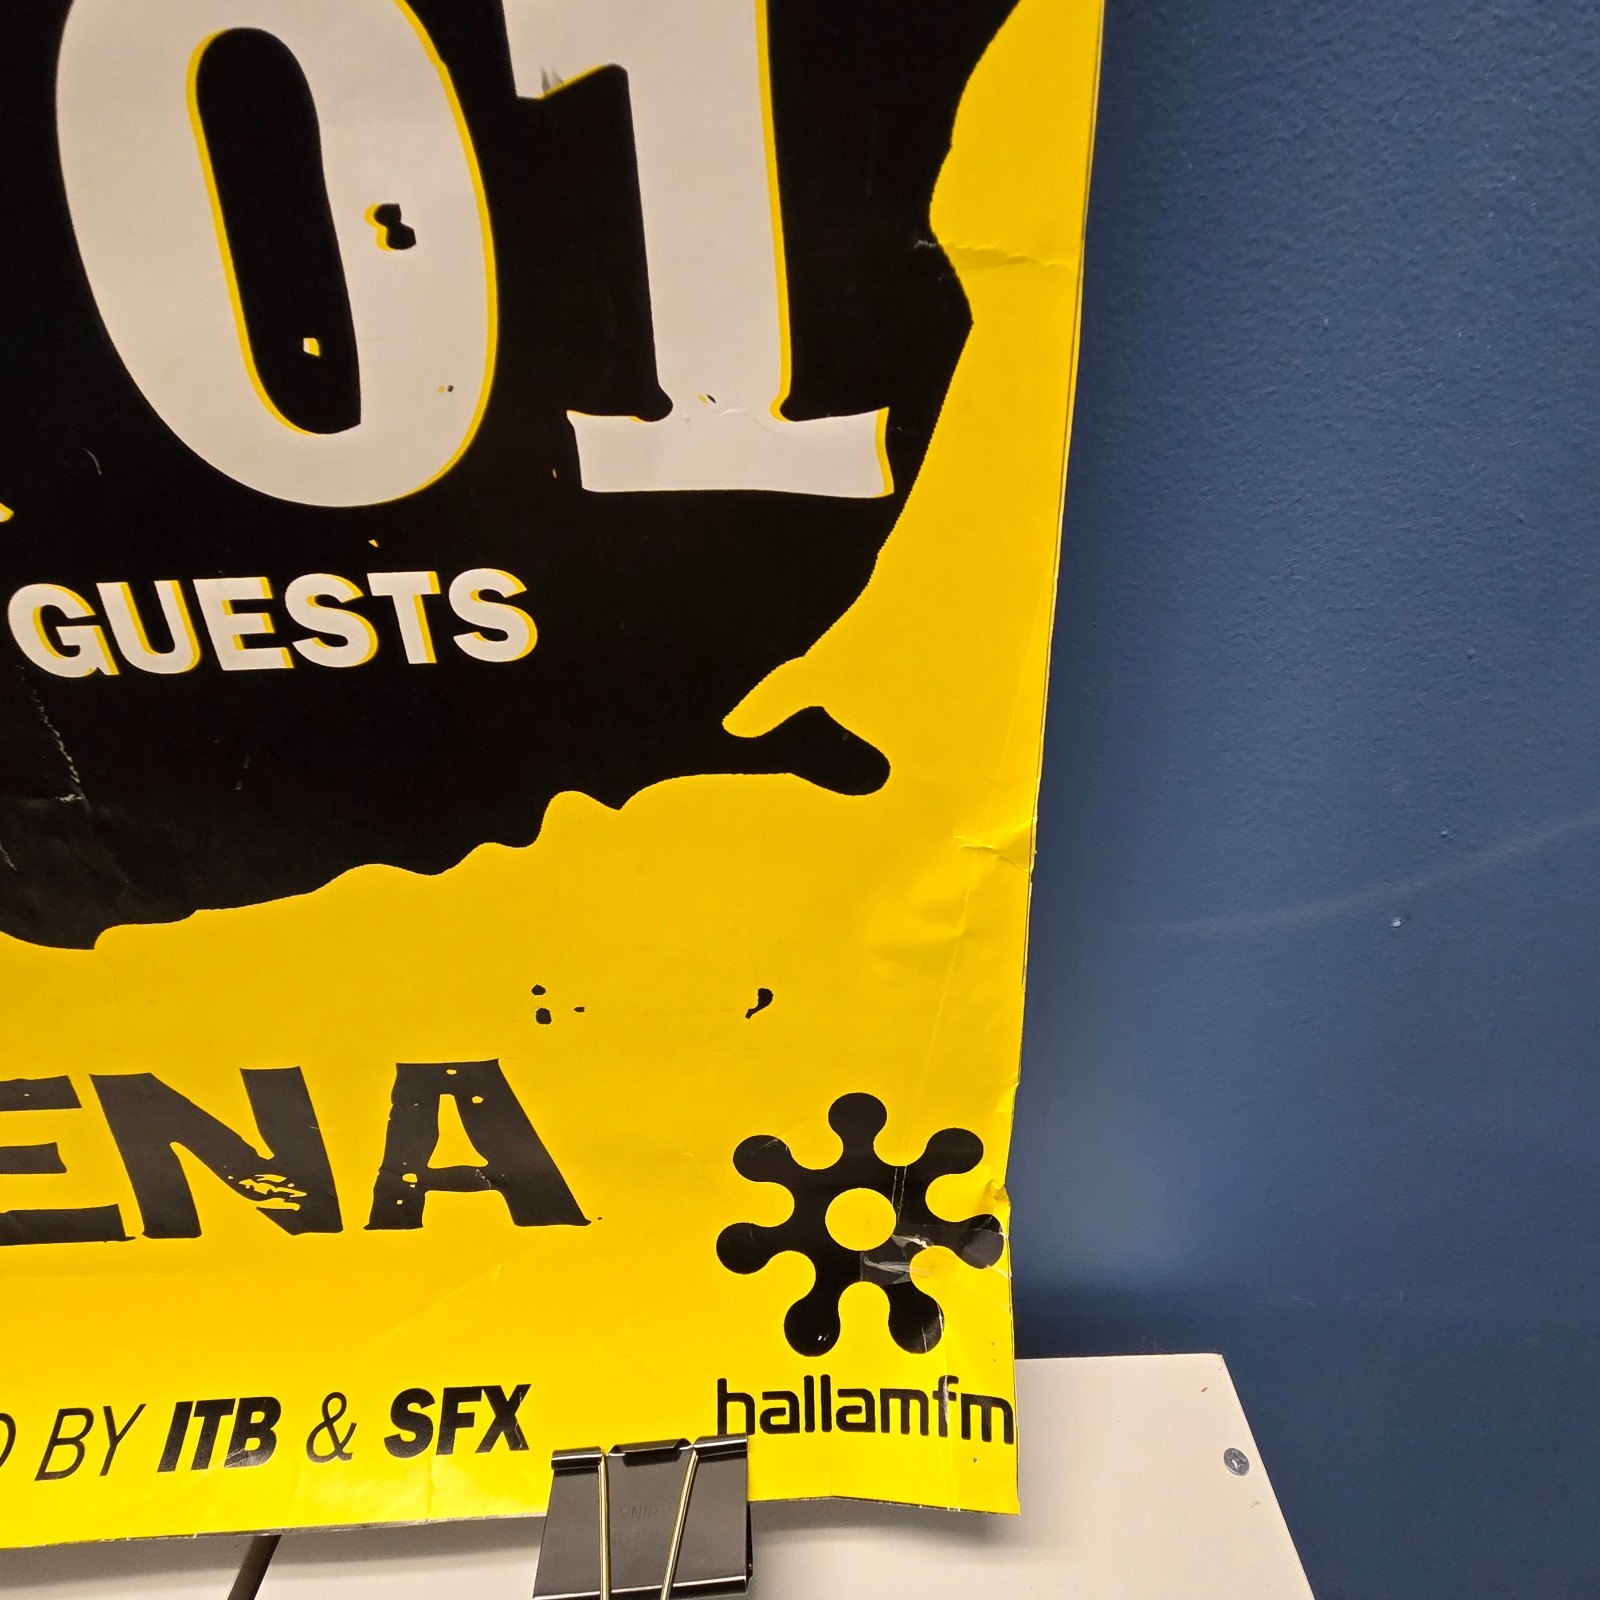 01
GUESTS
ENA
BY ITB & SFX
hallamfm